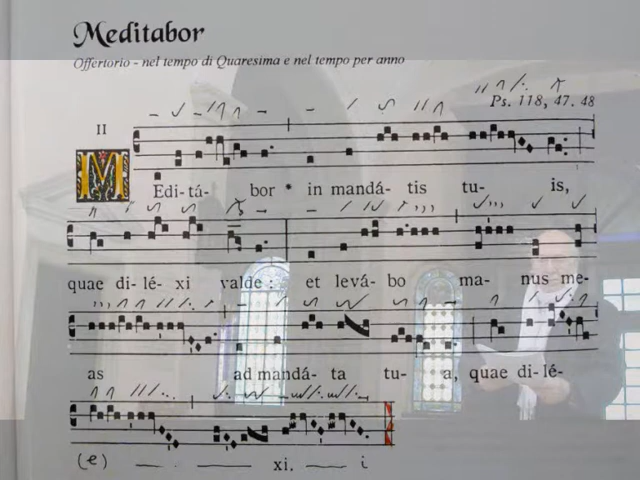 Meditabor
Offertorio - nel tempo di Quaresima e nel tempo per anno
Ps. 118, 47. 48
II
MEdi-tá- bor * in mandá- tis tu- is,
quae di-lé- xi valde : et levá- bo ma- nus me-
as ad mandá- ta tu- a, quae di-lé-
(e) xi. i